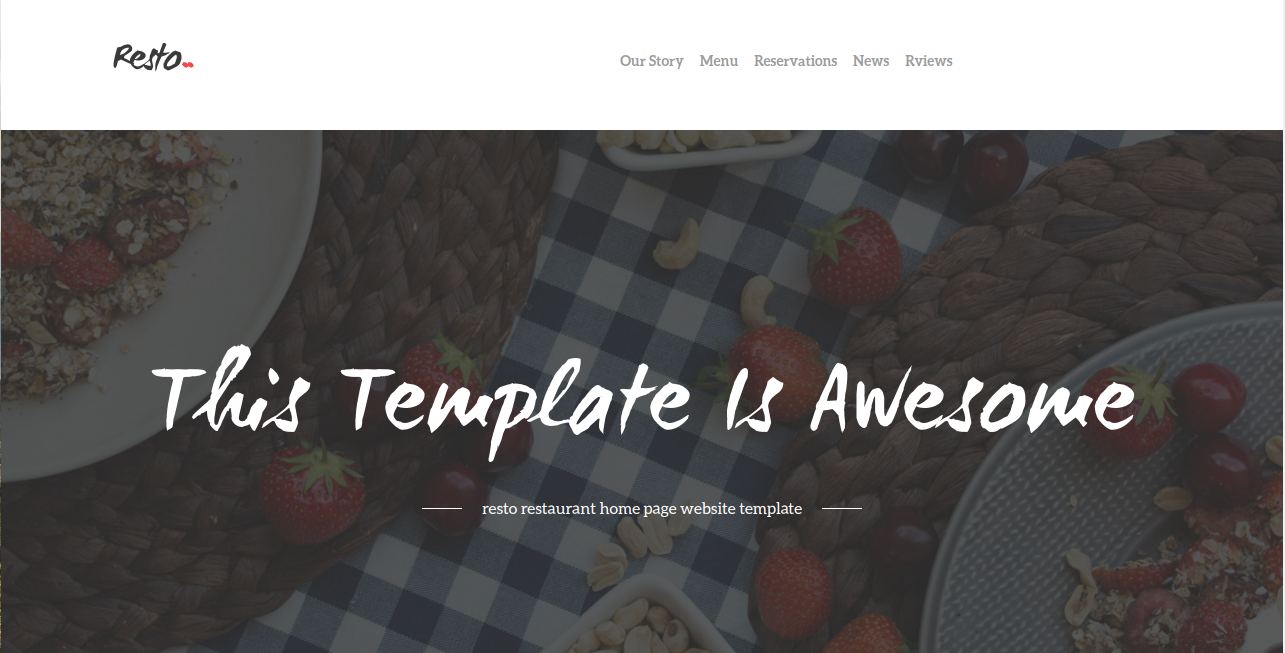 Resto
Our Story Menu Reservations News Rviews
This Template Is Awesome
resto restaurant home page website template